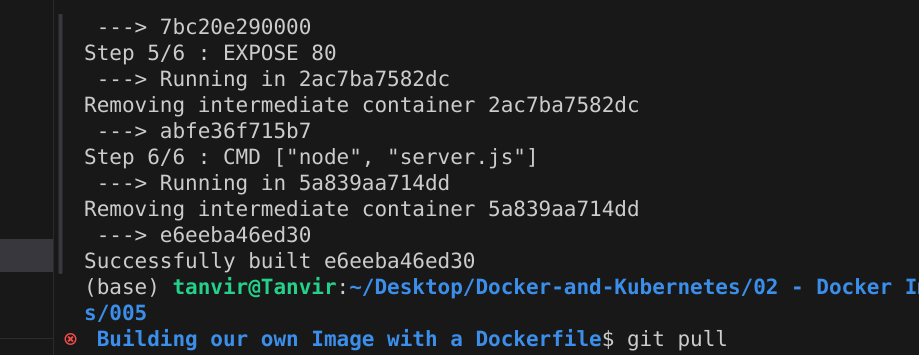 ---> 7bc20e290000
Step 5/6 : EXPOSE 80
---> Running in 2ac7ba7582dc
Removing intermediate container 2ac7ba7582dc
---> abfe36f715b7
Step 6/6 : CMD ["node", "server.js"]
---> Running in 5a839aa714dd
Removing intermediate container 5a839aa714dd
---> e6eeba46ed30
Successfully built e6eeba46ed30
(base) tanvir@Tanvir:~/Desktop/Docker-and-Kubernetes/02 - Docker I
s/005
Building our own Image with a Dockerfile$ git pull